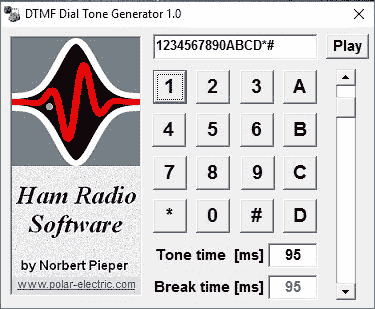 DTMF Dial Tone Generator 1.0
1234567890ABCD*#
Play
1 2 3 A
4 5 6 B
7 8 9 C
* 0 # D
Ham Radio
Software
by Norbert Pieper
www.polar-electric.com
Tone time [ms] 95
Break time [ms] 95